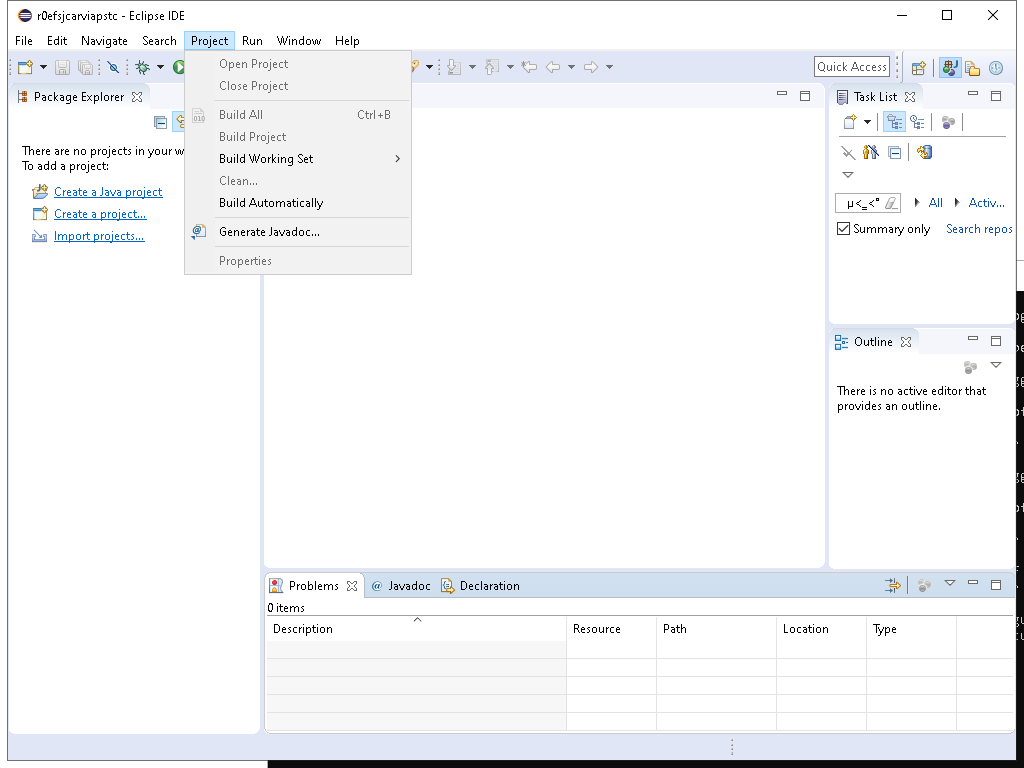 r0efsjcarviapstc - Eclipse IDE
File Edit Navigate Search Project Run Window Help
Quick Access
Open Project
Close Project
Build All Ctrl+B
Build Project
Build Working Set
Clean...
Build Automatically
Generate Javadoc...
Properties
Package Explorer
There are no projects in your
To add a project:
Create a Java project
Create a project...
Import projects...
Task List
All Activ...
Summary only Search repos
Outline
There is no active editor that
provides an outline.
Problems @ Javadoc Declaration
0 items
Description Resource Path Location Type